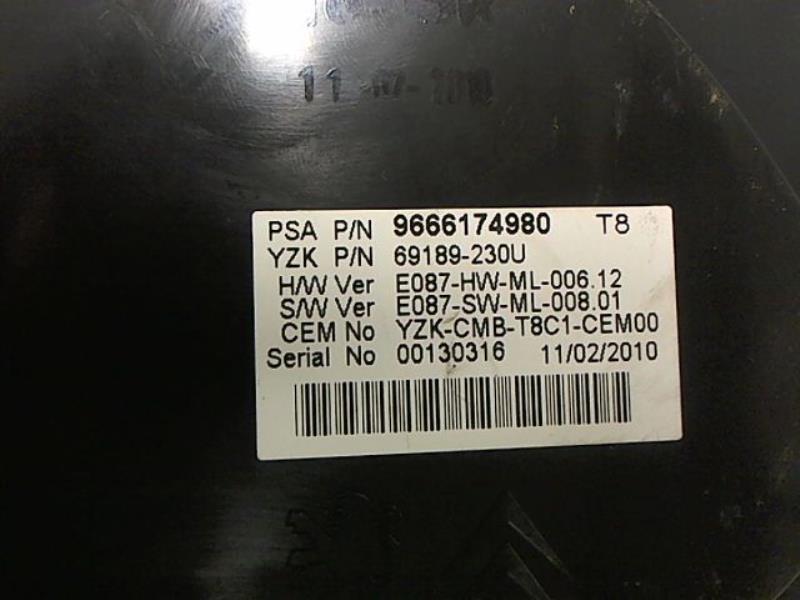 PSA P/N 9666174980 T8
YZK P/N 69189-230U
H/W Ver E087-HW-ML-006.12
S/W Ver E087-SW-ML-008.01
CEM No YZK-CMB-T8C1-CEM00
Serial No 00130316 11/02/2010